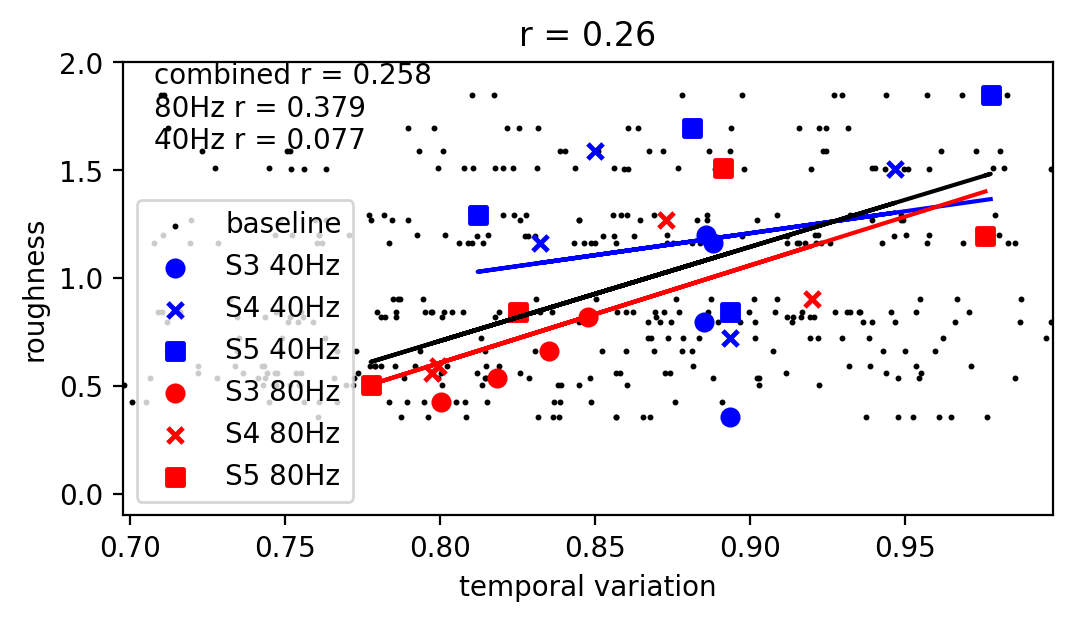 r = 0.26
combined r = 0.258
80Hz r = 0.379
40Hz r = 0.077
2.0
1.5
1.0
0.5
0.0
roughness
baseline
S3 40Hz
S4 40Hz
S5 40Hz
S3 80Hz
S4 80Hz
S5 80Hz
0.70 0.75 0.80 0.85 0.90 0.95
temporal variation